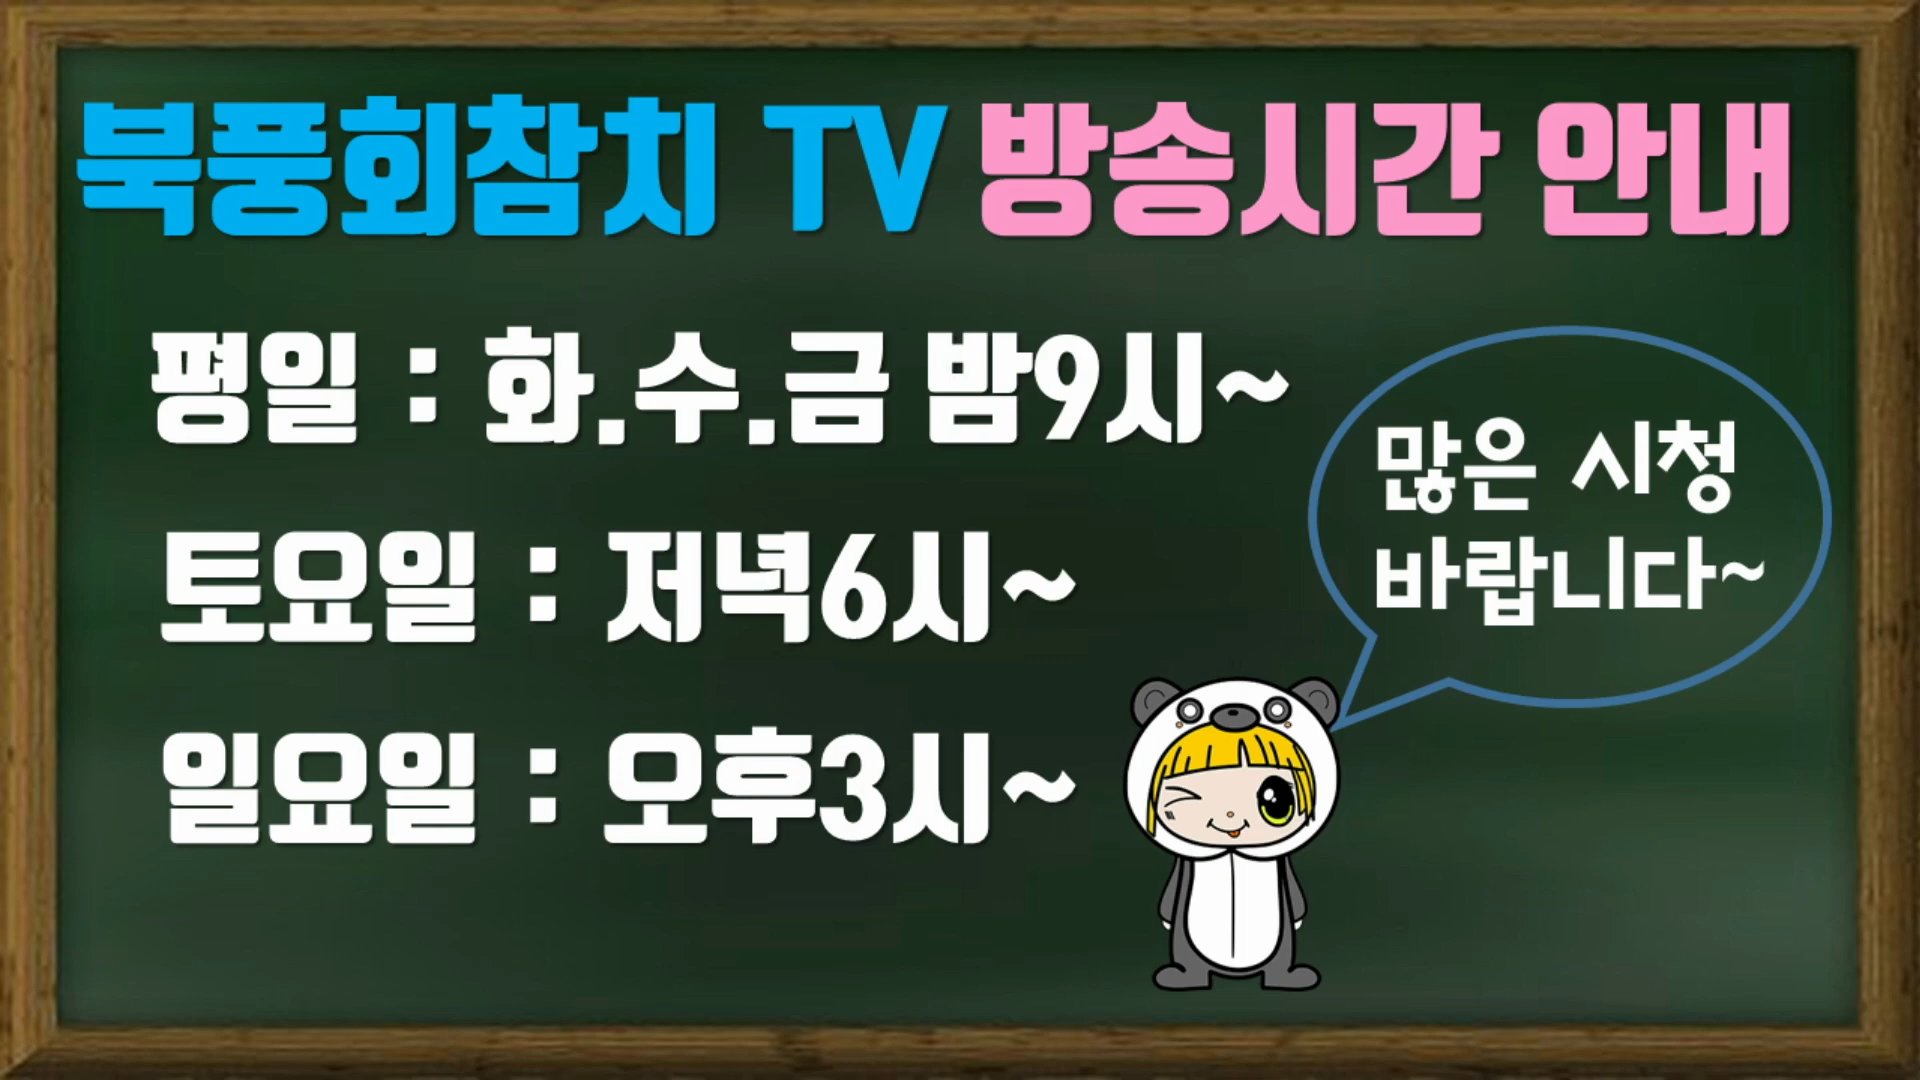 북풍회참치 TV 방송시간 안내
평일 : 화.수.금 밤9시~
토요일 : 저녁6시~
일요일 : 오후3시~
많은 시청
바랍니다~